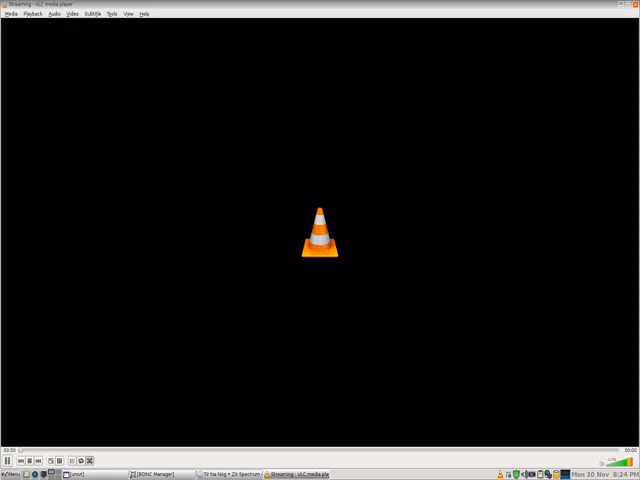 Streaming - VLC media player
Media Playback Audio Video Subtitle Tools View Help
00:00 00:00
Menu [urxvt] [BOINC Manager] Tír Na Nóg • ZX Spectrum Streaming - VLC media pla Mon 30 Nov 8:24 PM